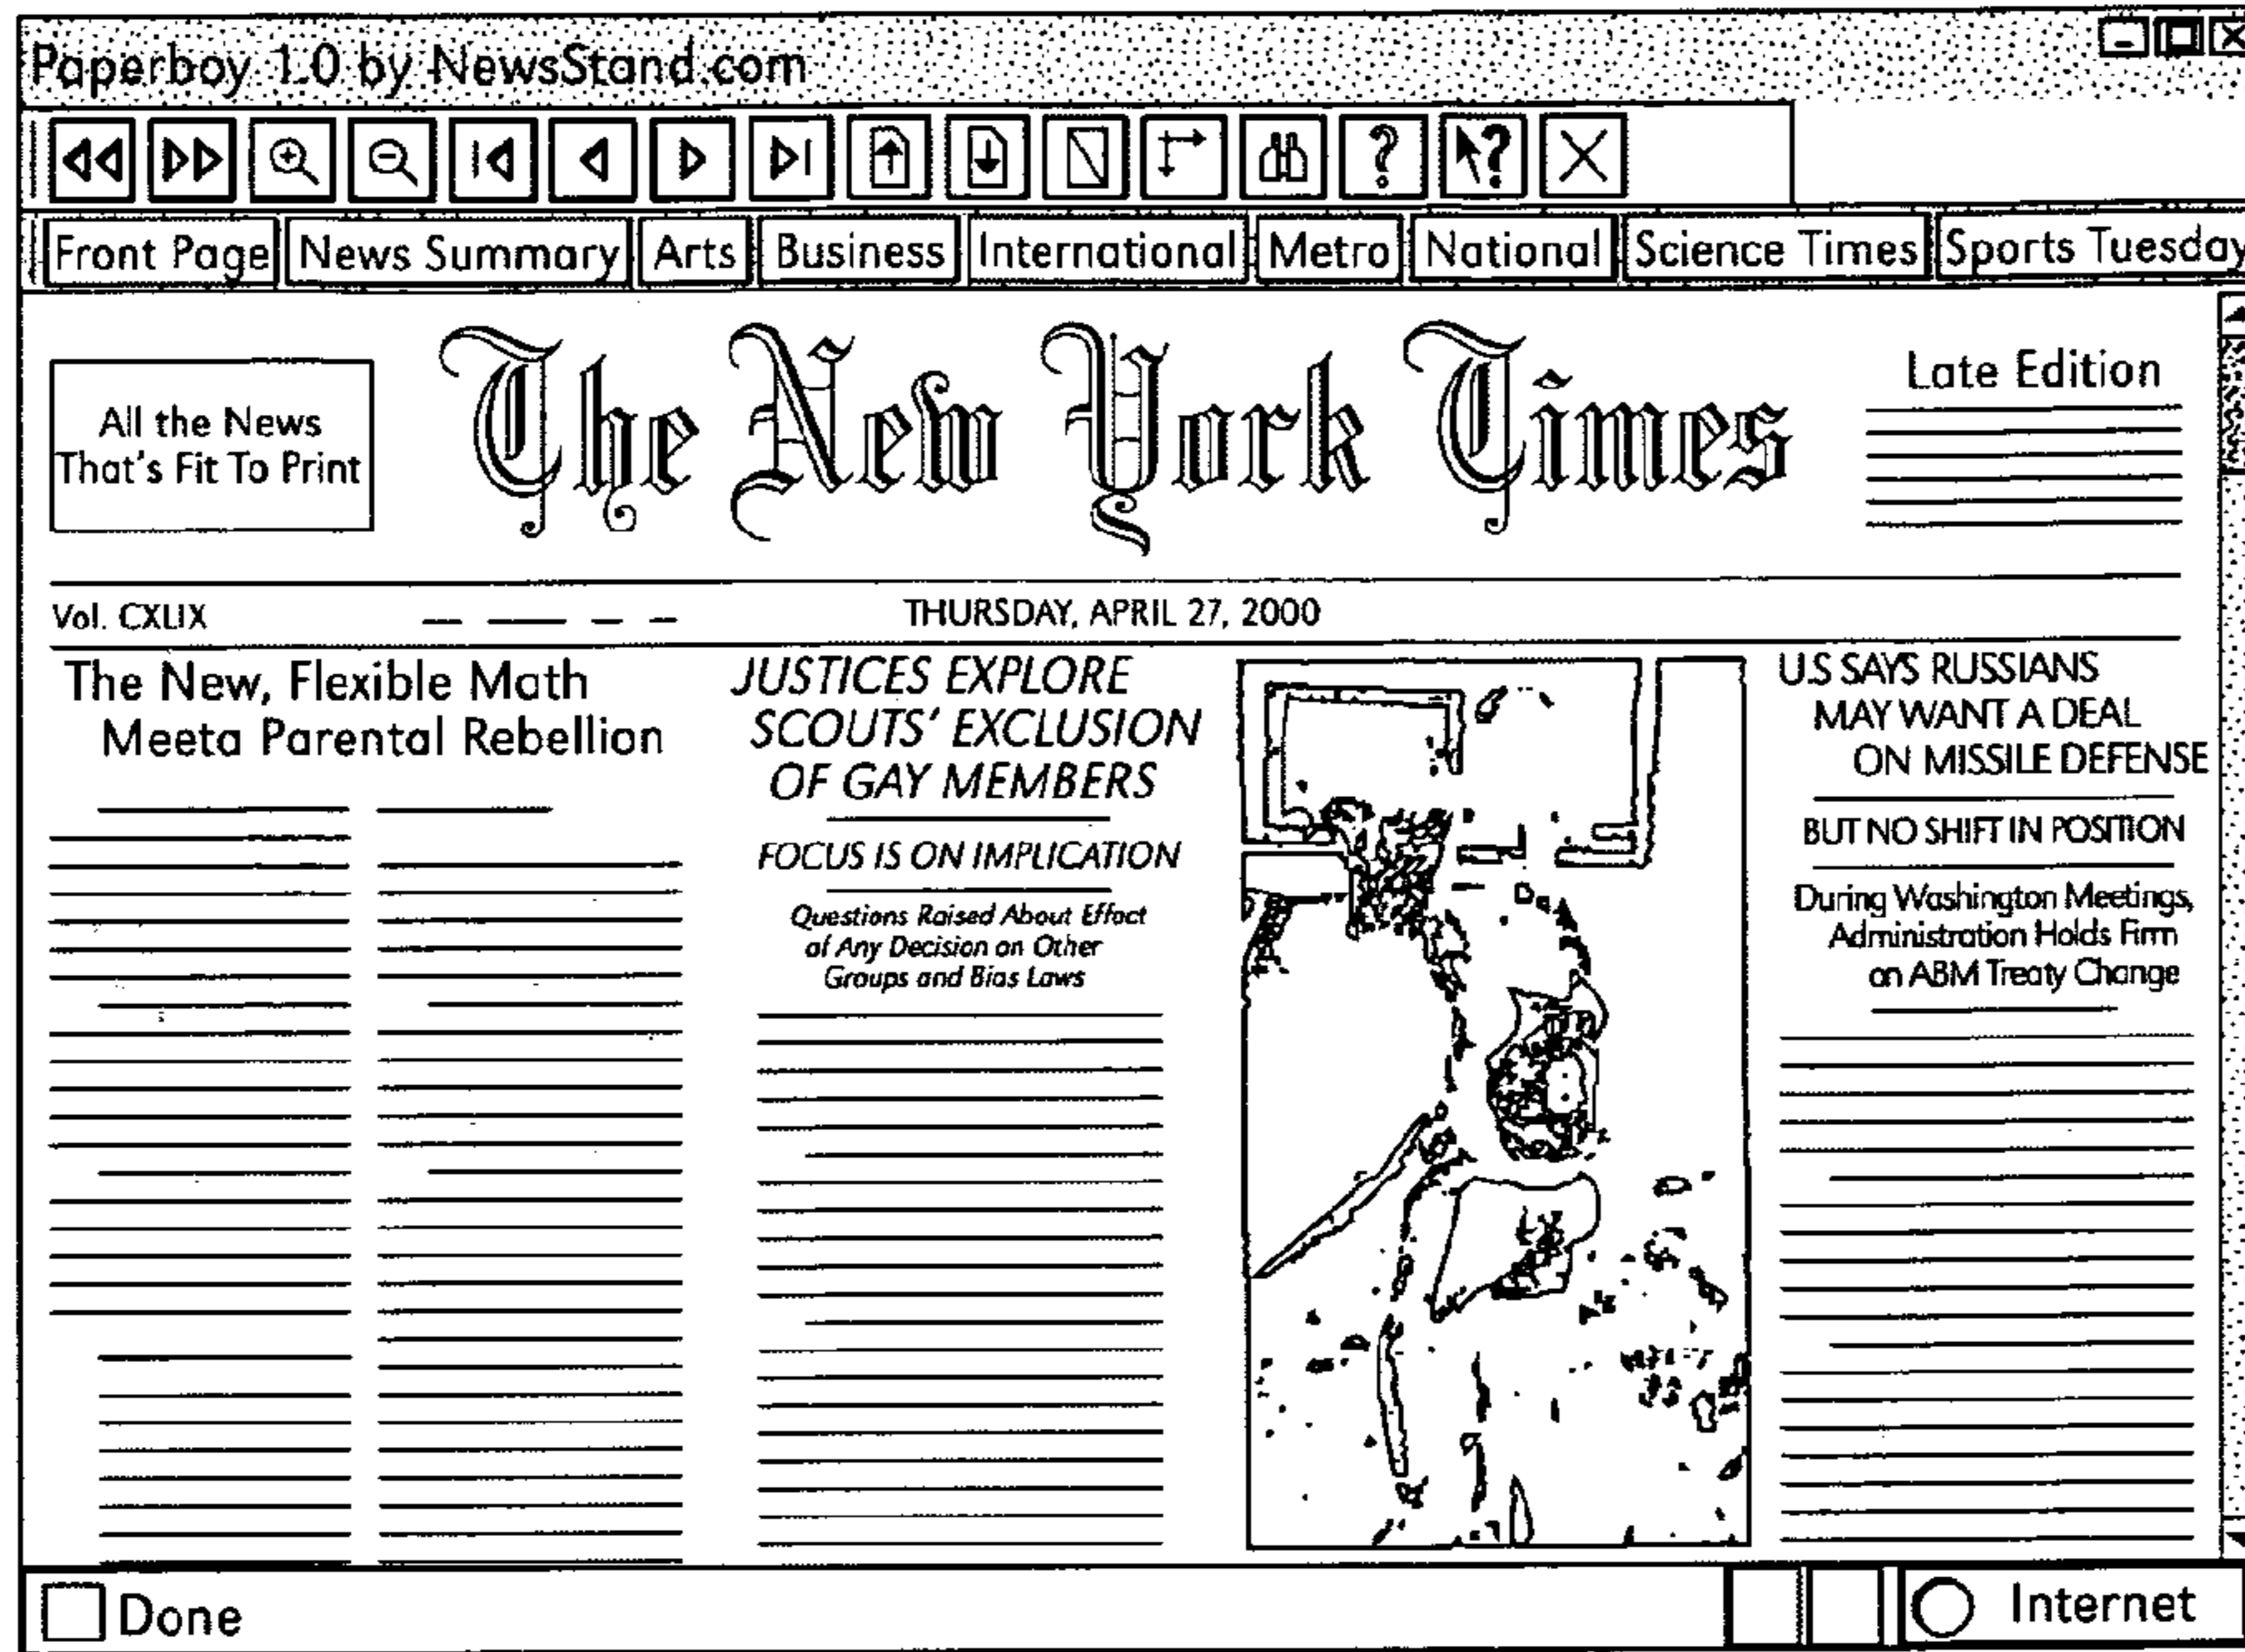 Paperboy 1.0 by NewsStand.com
Front Page News Summary Arts Business International Metro National Science Times Sports Tuesday
All the News
That's Fit To Print
The New York Times
Late Edition
Vol. CXLIX
THURSDAY, APRIL 27, 2000
The New, Flexible Math
Meeta Parental Rebellion
JUSTICES EXPLORE
SCOUTS' EXCLUSION
OF GAY MEMBERS
FOCUS IS ON IMPLICATION
Questions Raised About Effect
of Any Decision on Other
Groups and Bias Laws
U.S SAYS RUSSIANS
MAY WANT A DEAL
ON MISSILE DEFENSE
BUT NO SHIFT IN POSITION
During Washington Meetings,
Administration Holds Firm
on ABM Treaty Change
Done
Internet